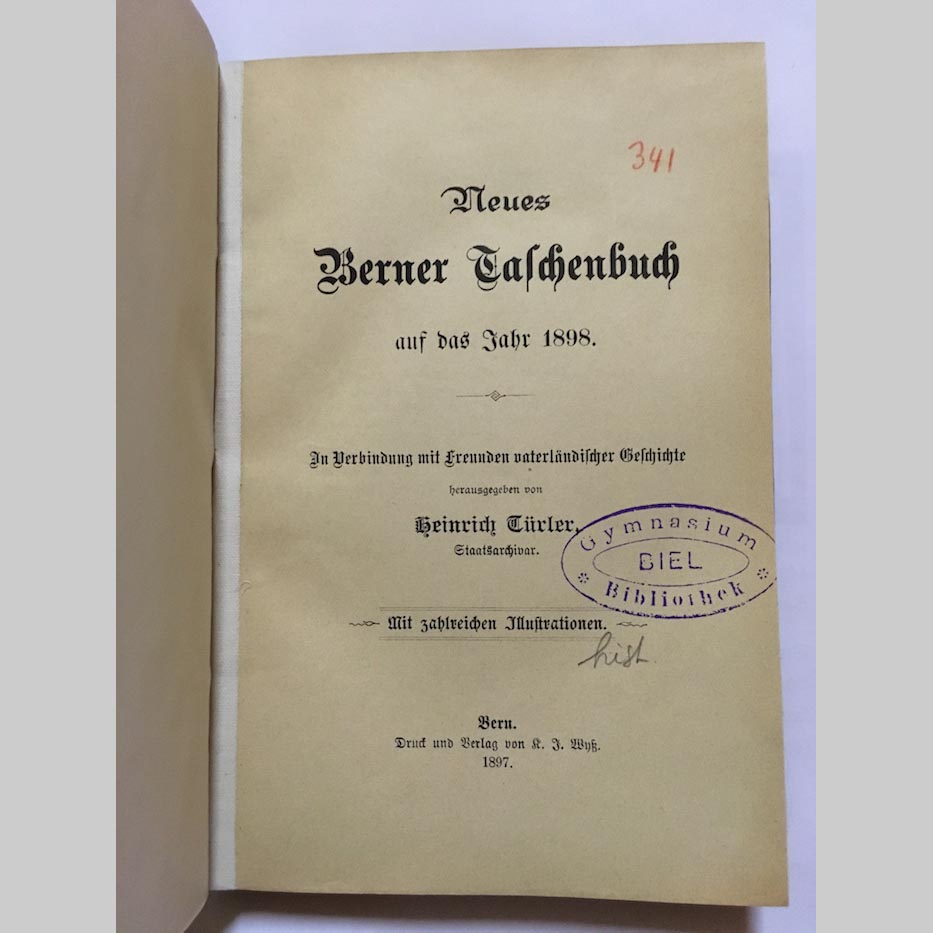 341
Neues
Berner Taschenbuch
auf das Jahr 1898.
In Verbindung mit Freunden vaterländischer Geschichte
herausgegeben von
Heinrich Türler,
Staatsarchivar.
Gymnasium
BIEL
Bibliothek
Mit zahlreichen Illustrationen.
hist.
Bern.
Druck und Verlag von K. J. Wyß.
1897.